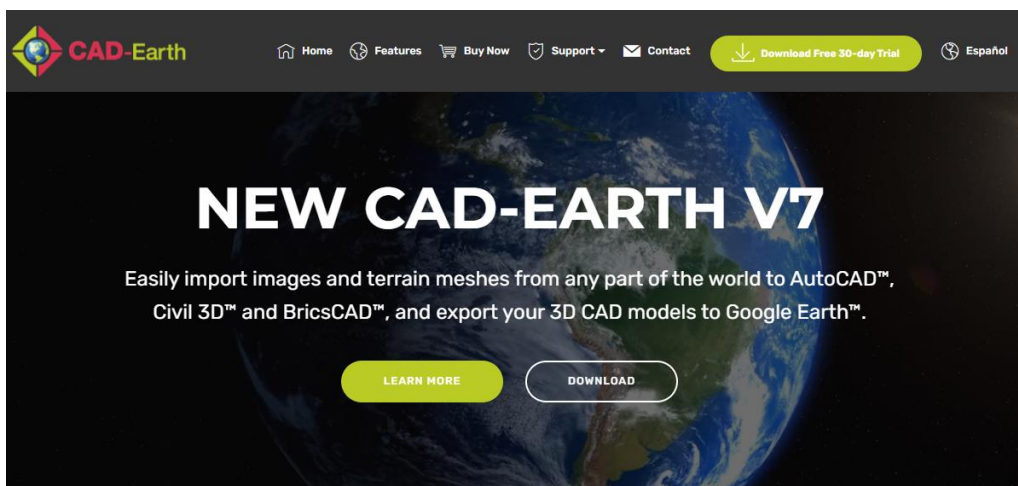 CAD-Earth
Home Features Buy Now Support Contact Download Free 30-day Trial Español
NEW CAD-EARTH V7
Easily import images and terrain meshes from any part of the world to AutoCAD™,
Civil 3D™ and BricsCAD™, and export your 3D CAD models to Google Earth™.
LEARN MORE DOWNLOAD